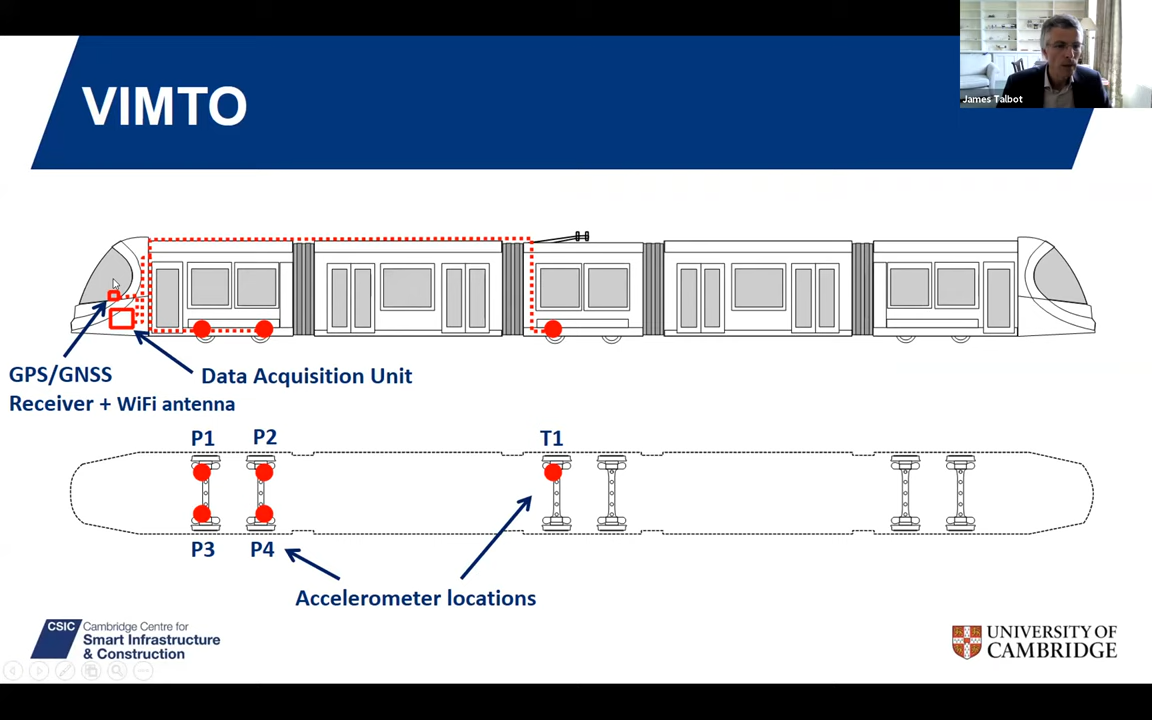 VIMTO
James Talbot
GPS/GNSS
Receiver + WiFi antenna
Data Acquisition Unit
P1
P2
T1
P3
P4
Accelerometer locations
CSIC
Cambridge Centre for
Smart Infrastructure
& Construction
UNIVERSITY OF
CAMBRIDGE